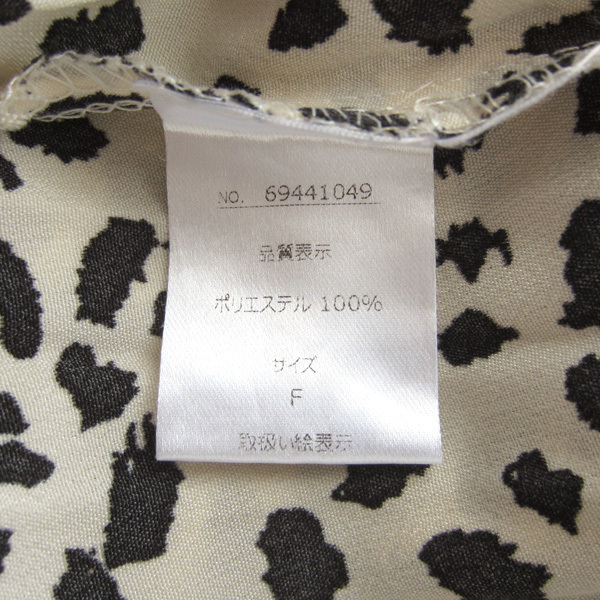 NO. 69441049
品質表示
ポリエステル 100%
サイズ
F
取扱い絵表示